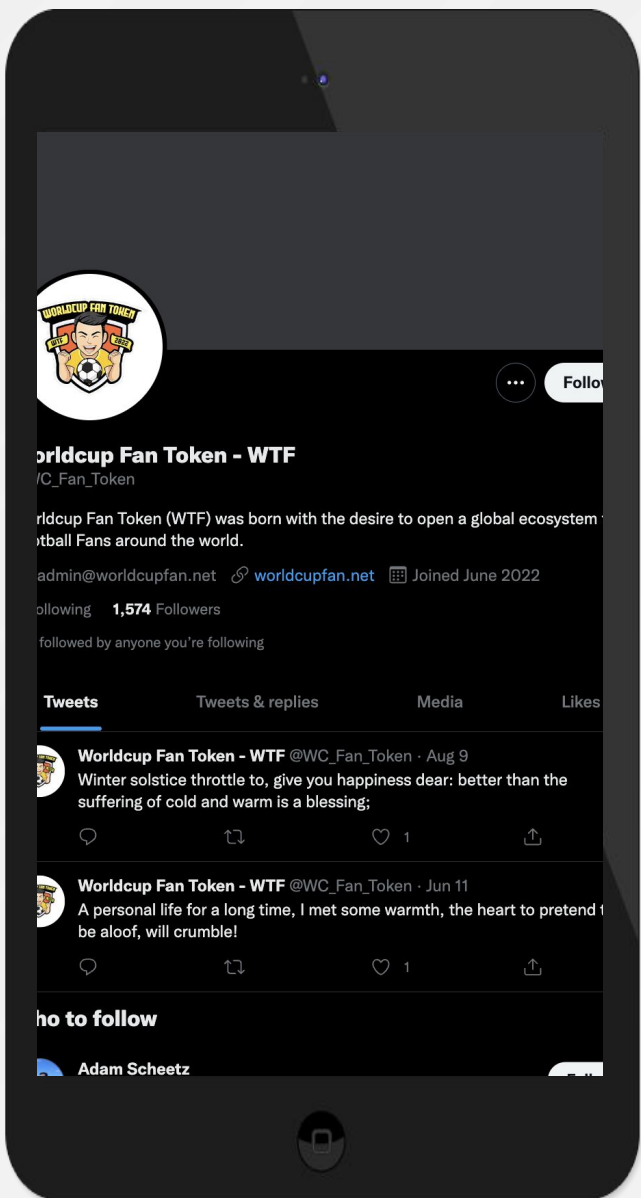 WORLDCUP FAN TOKEN
WTF 2022
Follow
orldcup Fan Token - WTF
C_Fan_Token
rldcup Fan Token (WTF) was born with the desire to open a global ecosystem
otball Fans around the world.
admin@worldcupfan.net worldcupfan.net Joined June 2022
ollowing 1,574 Followers
followed by anyone you're following
Tweets Tweets & replies Media Likes
Worldcup Fan Token - WTF @WC_Fan_Token · Aug 9
Winter solstice throttle to, give you happiness dear: better than the
suffering of cold and warm is a blessing;
1
Worldcup Fan Token - WTF @WC_Fan_Token · Jun 11
A personal life for a long time, I met some warmth, the heart to pretend t
be aloof, will crumble!
1
ho to follow
Adam Scheetz